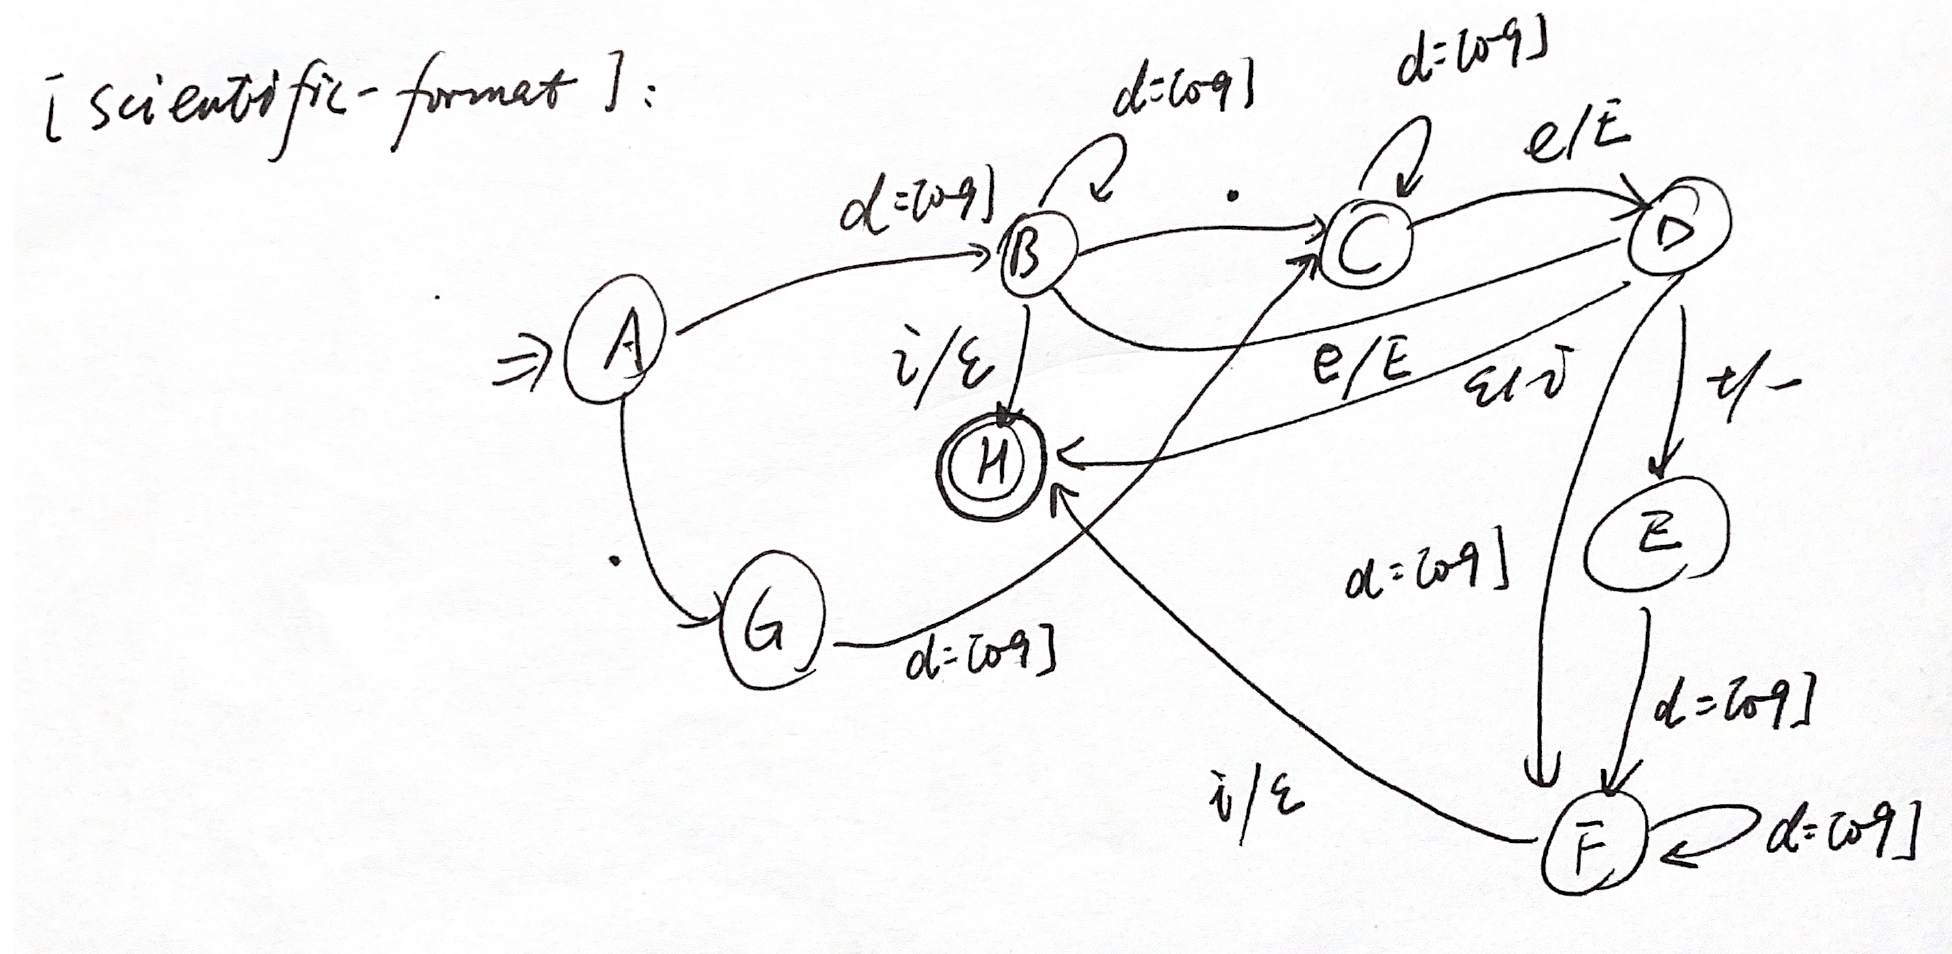 [scientific-format]:
d=[0-9]
d=[0-9]
e/E
d=[0-9]
.
B
C
D
A
i/ε
e/E
ε/i
+/-
H
E
.
d=[0-9]
G
d=[0-9]
d=[0-9]
i/ε
F
d=[0-9]